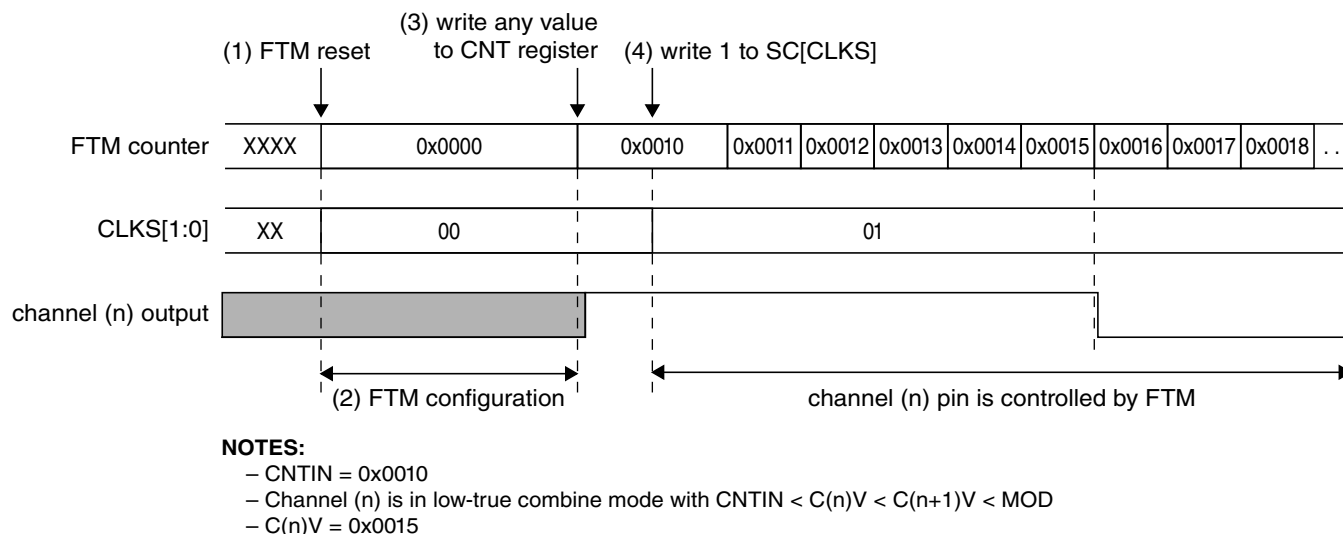 (3) write any value
(1) FTM reset to CNT register (4) write 1 to SC[CLKS]
FTM counter XXXX 0x0000 0x0010 0x0011 0x0012 0x0013 0x0014 0x0015 0x0016 0x0017 0x0018 . .
CLKS[1:0] XX 00 01
channel (n) output
(2) FTM configuration channel (n) pin is controlled by FTM
NOTES:
– CNTIN = 0x0010
– Channel (n) is in low-true combine mode with CNTIN < C(n)V < C(n+1)V < MOD
– C(n)V = 0x0015